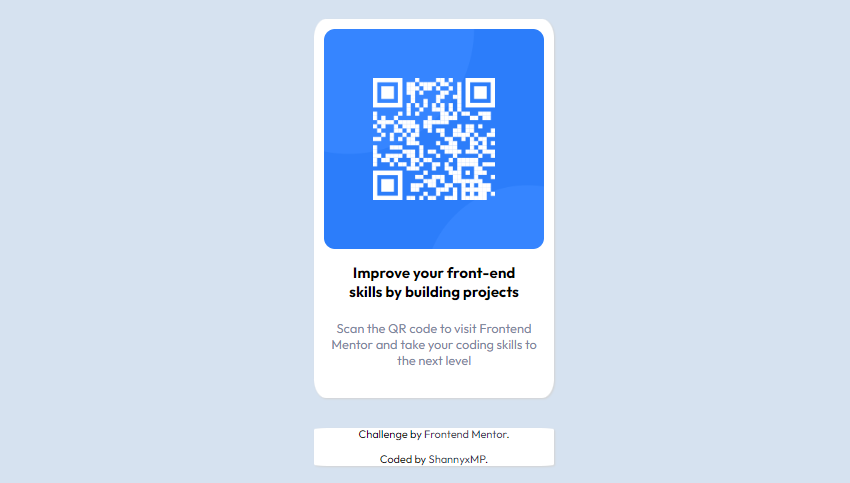 Improve your front-end
skills by building projects
Scan the QR code to visit Frontend
Mentor and take your coding skills to
the next level
Challenge by Frontend Mentor.
Coded by ShannyxMP.